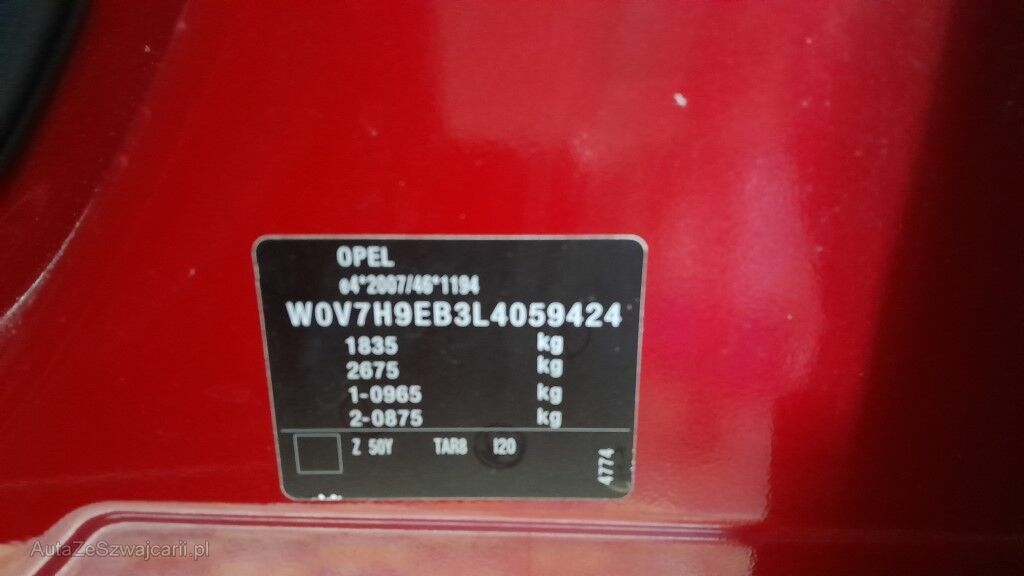 OPEL
e4*2007/46*1194
W0V7H9EB3L4059424
1835 kg
2675 kg
1-0965 kg
2-0875 kg
Z 50Y TAR8 I20
4774
AutaZeSzwajcarii.pl